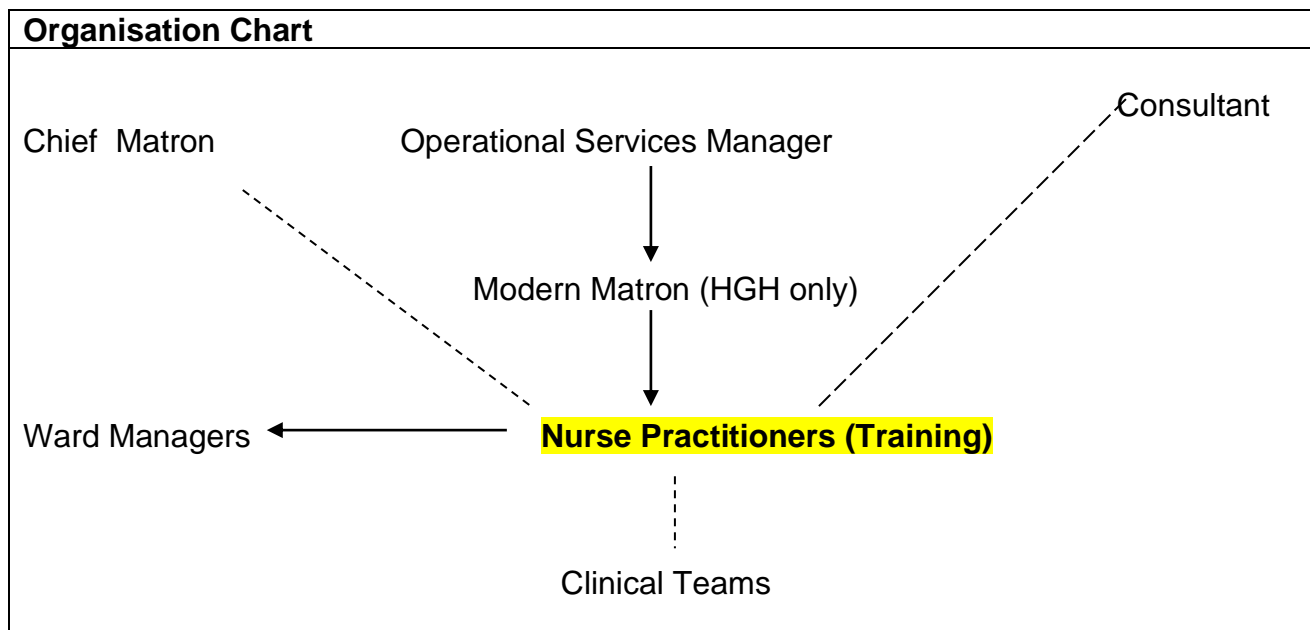 Organisation Chart
Consultant
Chief Matron
Operational Services Manager
Modern Matron (HGH only)
Ward Managers
Nurse Practitioners (Training)
Clinical Teams